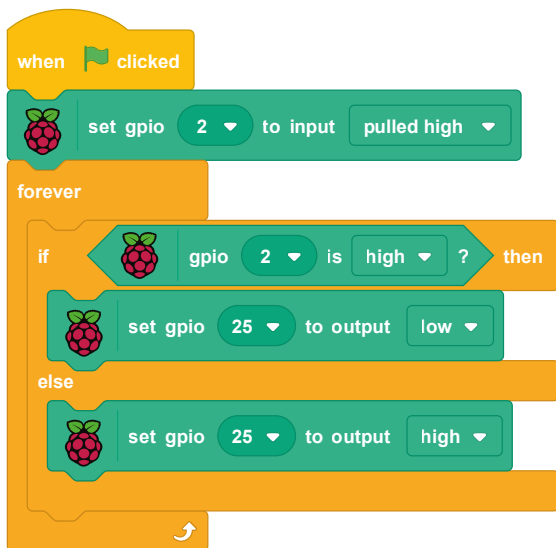 when clicked
set gpio 2 to input pulled high
forever
if gpio 2 is high ? then
set gpio 25 to output low
else
set gpio 25 to output high